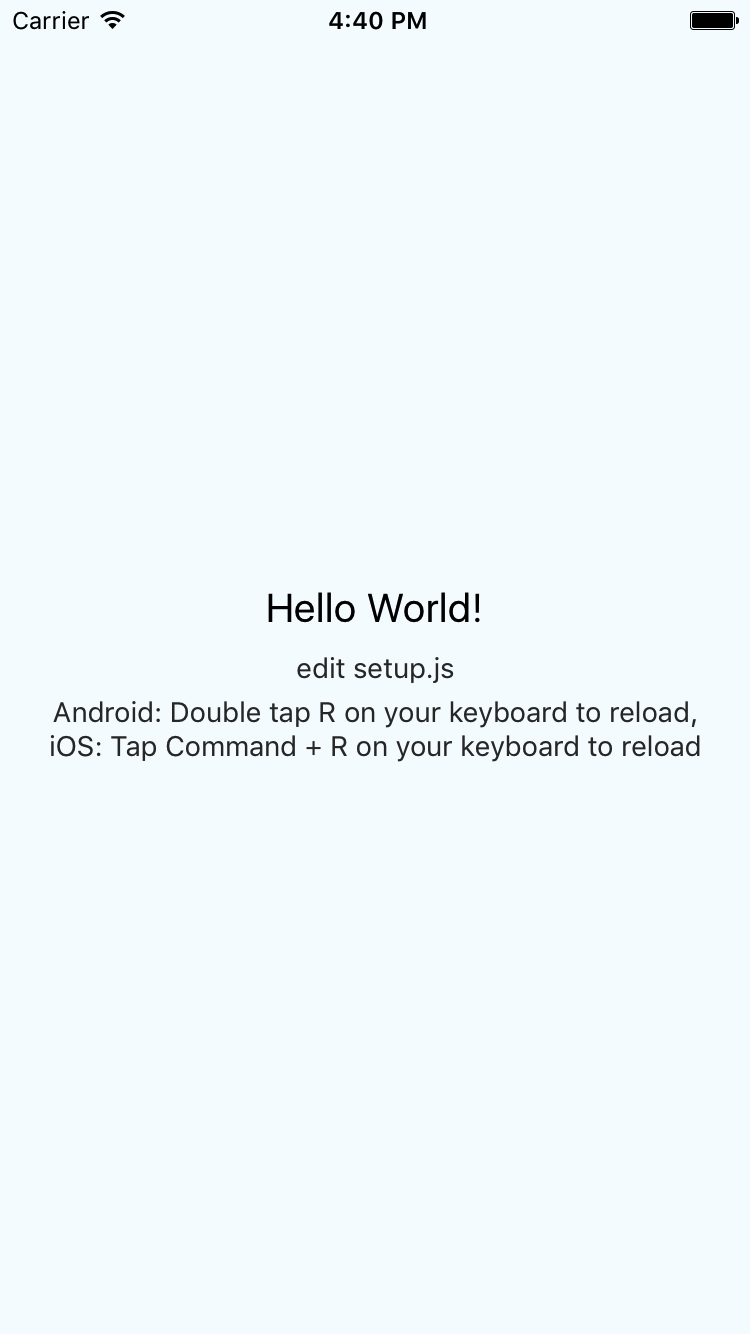 Carrier 4:40 PM
Hello World!
edit setup.js
Android: Double tap R on your keyboard to reload,
iOS: Tap Command + R on your keyboard to reload